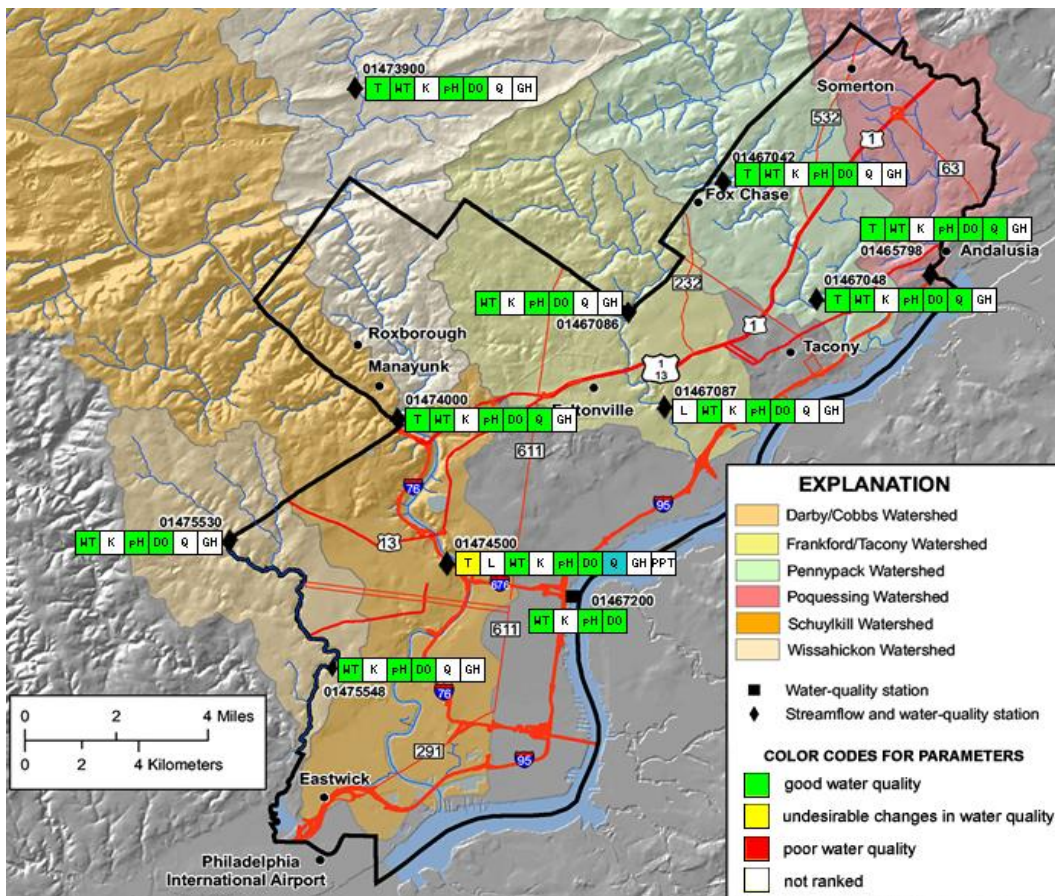 01473900
T WT K pH DO Q GH
Somerton
532
1
01467042
T WT K pH DO Q GH
Fox Chase
63
T WT K pH DO Q GH
01465798
Andalusia
232
01467048
T WT K pH DO Q GH
WT K pH DO Q GH
01467086
1
Roxborough
Tacony
Manayunk
1
13
01467087
L WT K pH DO Q GH
01474000
T WT K pH DO Q GH
ltonville
611
76
95
01475530
WT K pH DO Q GH
13
01474500
T L WT K pH DO Q GH PPT
676
01467200
WT K pH DO
611
WT K pH DO Q GH
01475548
76
291
95
Eastwick
Philadelphia
International Airport
0 2 4 Miles
0 2 4 Kilometers
EXPLANATION
Darby/Cobbs Watershed
Frankford/Tacony Watershed
Pennypack Watershed
Poquessing Watershed
Schuylkill Watershed
Wissahickon Watershed
Water-quality station
Streamflow and water-quality station
COLOR CODES FOR PARAMETERS
good water quality
undesirable changes in water quality
poor water quality
not ranked